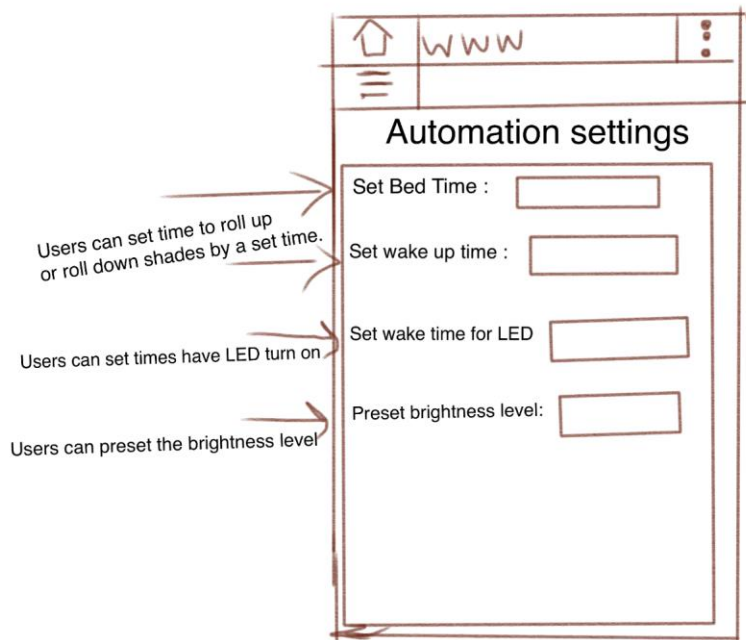 WWW
Automation settings
Set Bed Time :
Users can set time to roll up
or roll down shades by a set time.
Set wake up time :
Set wake time for LED
Users can set times have LED turn on
Preset brightness level:
Users can preset the brightness level